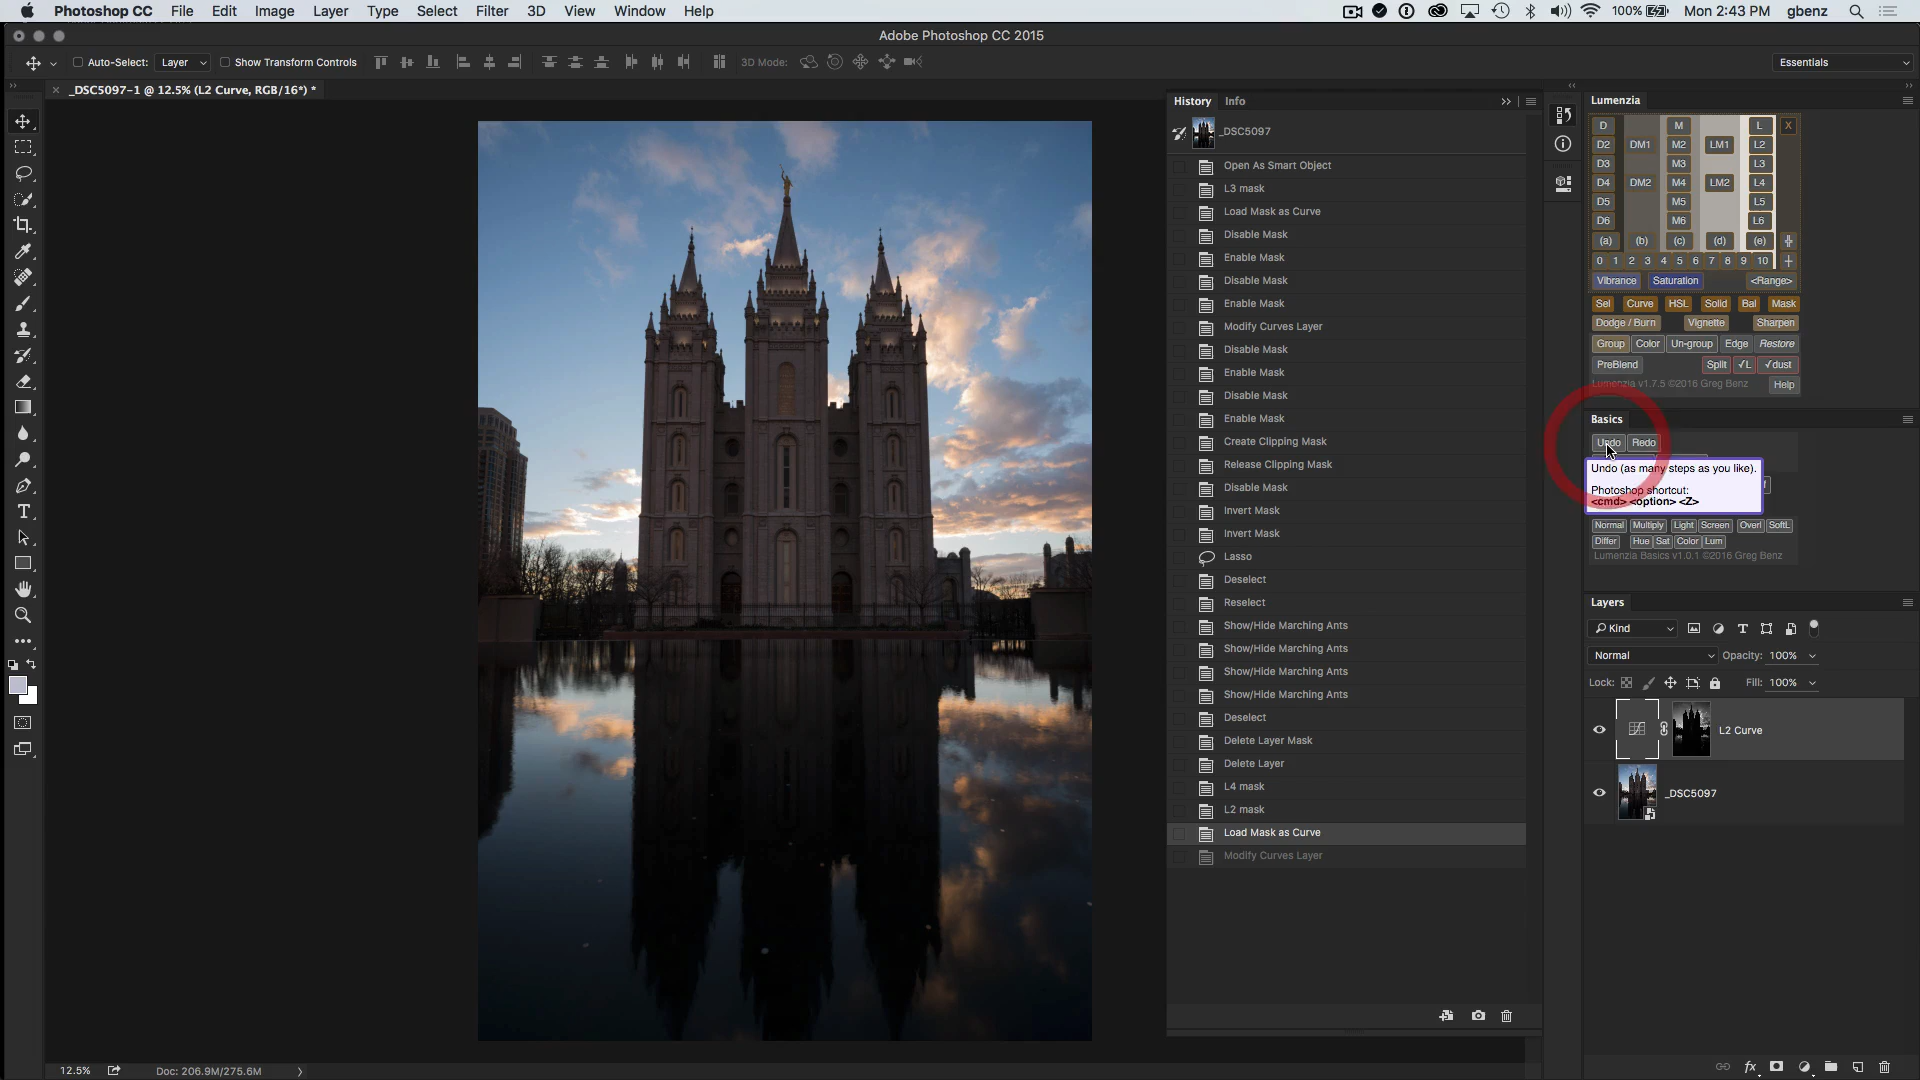 Photoshop CC File Edit Image Layer Type Select Filter 3D View Window Help 100% Mon 2:43 PM gbenz
Adobe Photoshop CC 2015
Auto-Select: Layer Show Transform Controls 3D Mode: Essentials
_DSC5097-1 @ 12.5% (L2 Curve, RGB/16*) *
History Info
_DSC5097
Open As Smart Object
L3 mask
Load Mask as Curve
Disable Mask
Enable Mask
Disable Mask
Enable Mask
Modify Curves Layer
Disable Mask
Enable Mask
Disable Mask
Enable Mask
Create Clipping Mask
Release Clipping Mask
Disable Mask
Invert Mask
Invert Mask
Lasso
Deselect
Reselect
Show/Hide Marching Ants
Show/Hide Marching Ants
Show/Hide Marching Ants
Show/Hide Marching Ants
Deselect
Delete Layer Mask
Delete Layer
L4 mask
L2 mask
Load Mask as Curve
Modify Curves Layer
Lumenzia
D M L X
D2 DM1 M2 LM1 L2
D3 M3 L3
D4 DM2 M4 LM2 L4
D5 M5 L5
D6 M6 L6
(a) (b) (c) (d) (e)
0 1 2 3 4 5 6 7 8 9 10
Vibrance Saturation <Range>
Sel Curve HSL Solid Bal Mask
Dodge / Burn Vignette Sharpen
Group Color Un-group Edge Restore
PreBlend Split √L √dust
Lumenzia v1.7.5 ©2016 Greg Benz Help
Basics
Undo Redo
Undo (as many steps as you like).
Photoshop shortcut:
<cmd> <option> <Z>
Normal Multiply Light Screen Overl SoftL
Differ Hue Sat Color Lum
Lumenzia Basics v1.0.1 ©2016 Greg Benz
Layers
Kind
Normal Opacity: 100%
Lock: Fill: 100%
L2 Curve
_DSC5097
12.5% Doc: 206.9M/275.6M